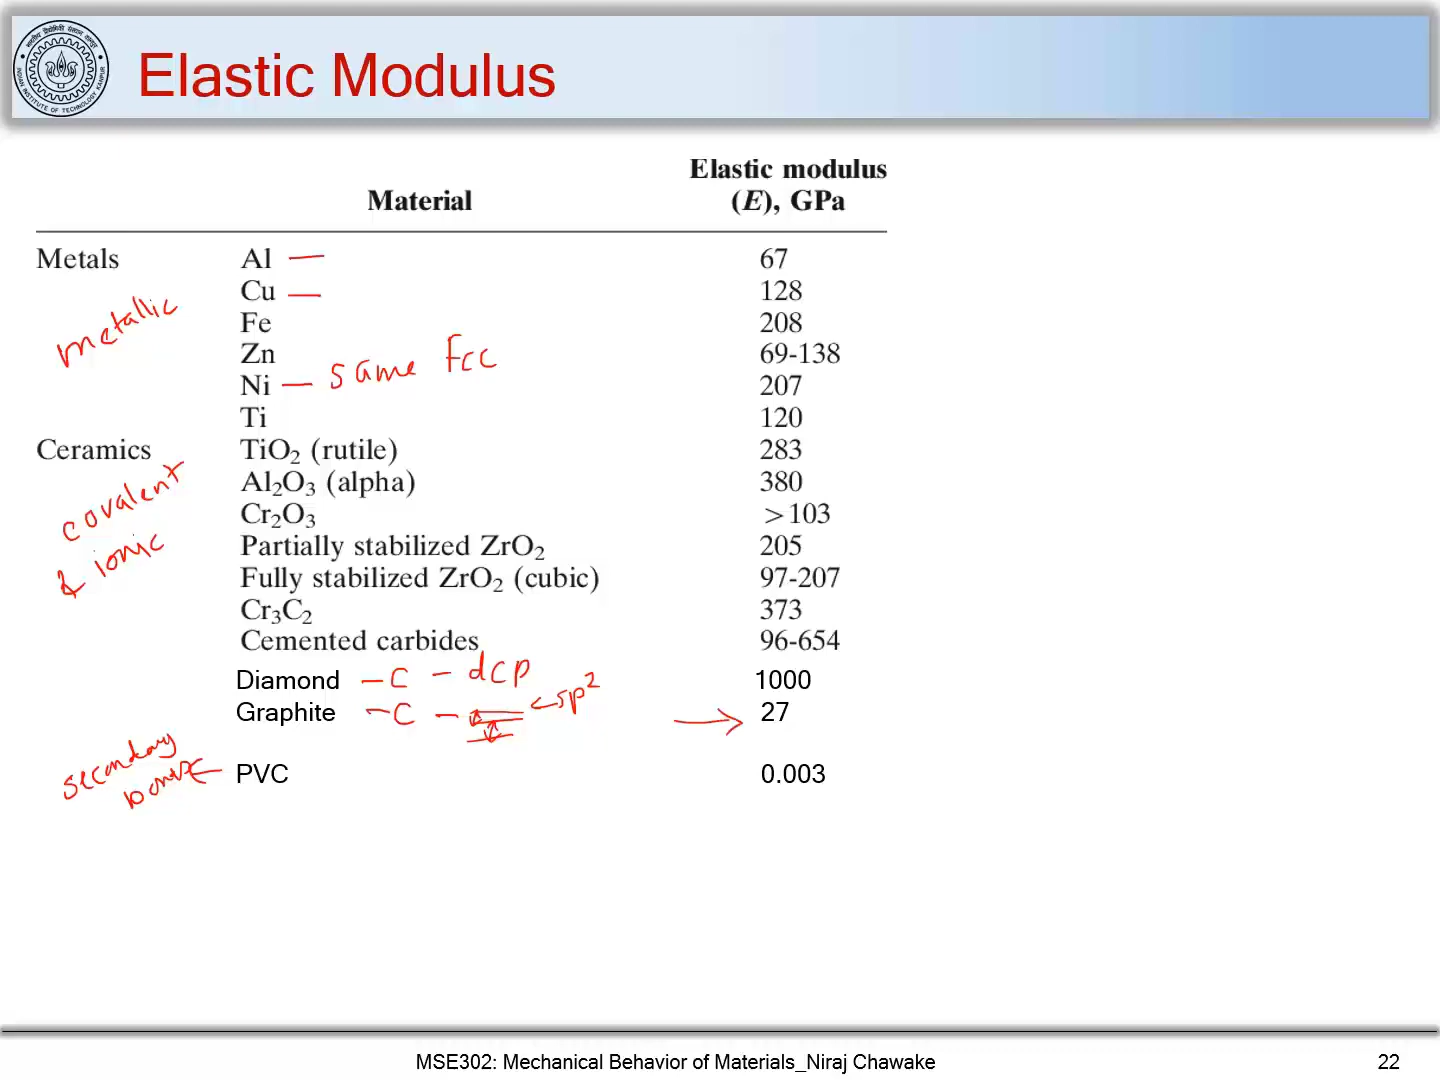 Elastic Modulus
Material Elastic modulus (E), GPa
Metals Al — 67
Cu — 128
Fe 208
Zn 69-138
Ni — same Fcc 207
Ti 120
metallic
Ceramics TiO₂ (rutile) 283
Al₂O₃ (alpha) 380
Cr₂O₃ >103
Partially stabilized ZrO₂ 205
Fully stabilized ZrO₂ (cubic) 97-207
Cr₃C₂ 373
Cemented carbides 96-654
covalent
& ionic
Diamond — C — dcp 1000
Graphite — C — sp² 27
secondary
PVC 0.003
MSE302: Mechanical Behavior of Materials_Niraj Chawake 22